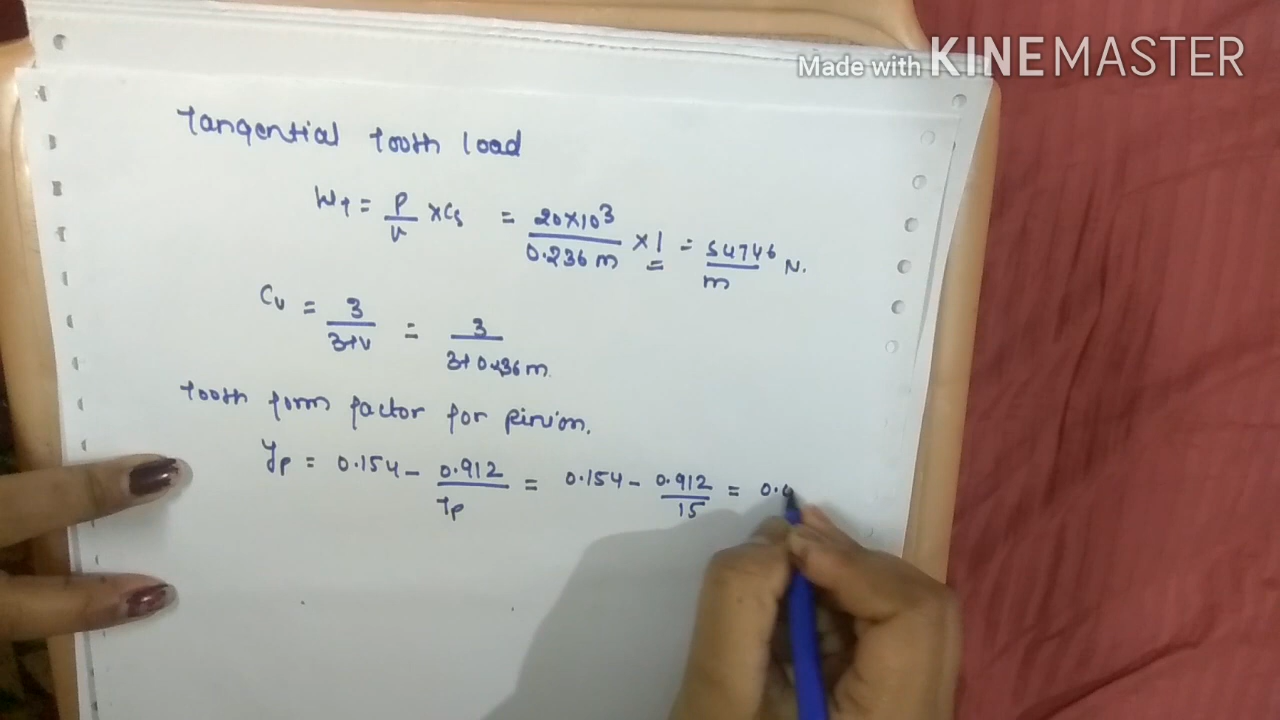 Made with KINEMASTER
Tangential tooth load
WT = P/v × Cs = 20×10³/0.236 m × 1 = 54746/m N.
Cv = 3/3+v = 3/3+0.236 m.
Tooth form factor for pinion.
yp = 0.154 - 0.912/Tp = 0.154 - 0.912/15 = 0.0